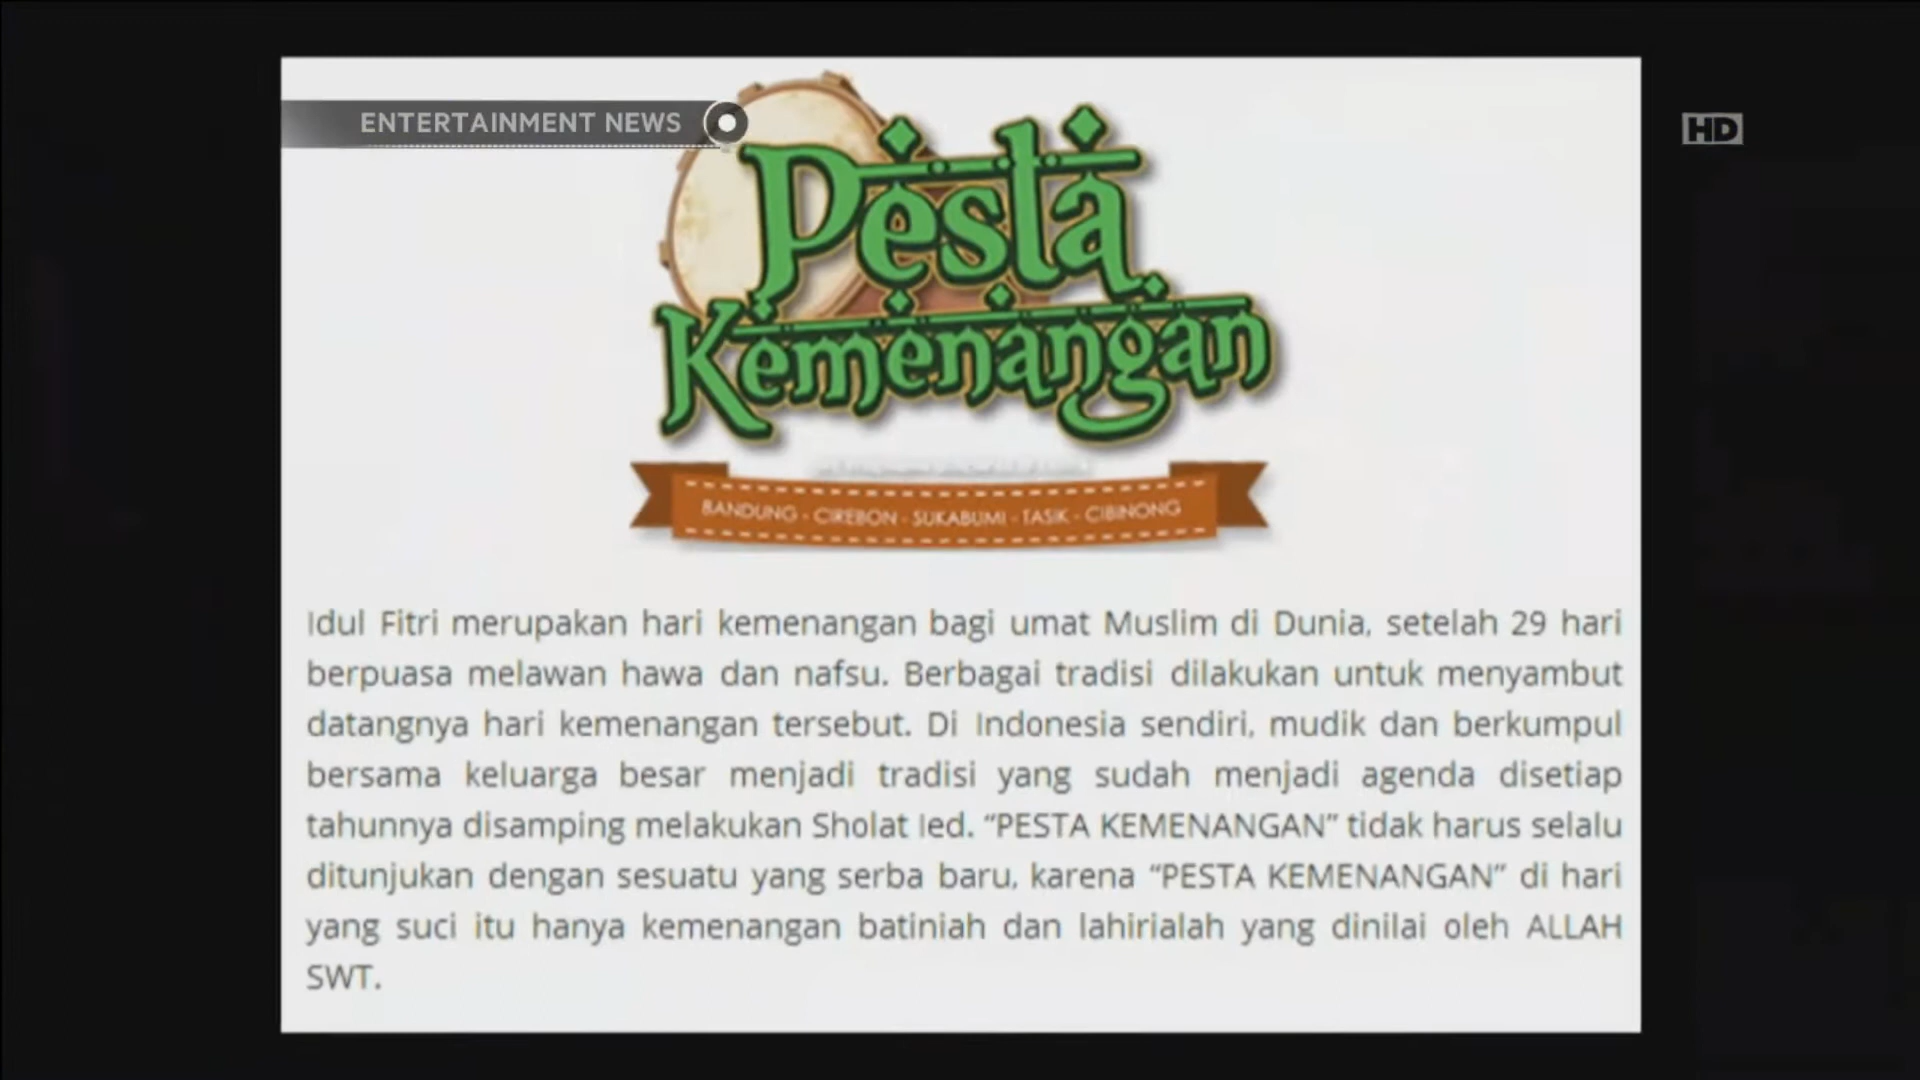 ENTERTAINMENT NEWS
HD
Pesta
Kemenangan
BANDUNG - CIREBON - SUKABUMI - TASIK - CIBINONG
Idul Fitri merupakan hari kemenangan bagi umat Muslim di Dunia, setelah 29 hari
berpuasa melawan hawa dan nafsu. Berbagai tradisi dilakukan untuk menyambut
datangnya hari kemenangan tersebut. Di Indonesia sendiri, mudik dan berkumpul
bersama keluarga besar menjadi tradisi yang sudah menjadi agenda disetiap
tahunnya disamping melakukan Sholat Ied. “PESTA KEMENANGAN” tidak harus selalu
ditunjukan dengan sesuatu yang serba baru, karena “PESTA KEMENANGAN” di hari
yang suci itu hanya kemenangan batiniah dan lahirialah yang dinilai oleh ALLAH
SWT.